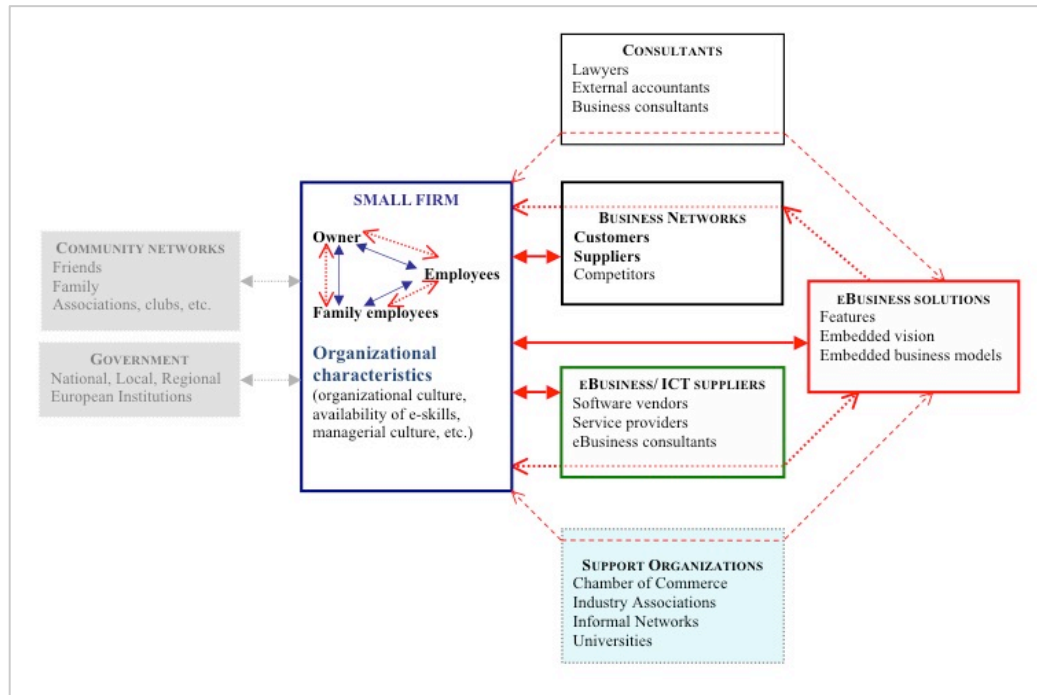 CONSULTANTS
Lawyers
External accountants
Business consultants
SMALL FIRM
Owner
Employees
Family employees
Organizational
characteristics
(organizational culture,
availability of e-skills,
managerial culture, etc.)
COMMUNITY NETWORKS
Friends
Family
Associations, clubs, etc.
GOVERNMENT
National, Local, Regional
European Institutions
BUSINESS NETWORKS
Customers
Suppliers
Competitors
EBUSINESS SOLUTIONS
Features
Embedded vision
Embedded business models
EBUSINESS/ ICT SUPPLIERS
Software vendors
Service providers
eBusiness consultants
SUPPORT ORGANIZATIONS
Chamber of Commerce
Industry Associations
Informal Networks
Universities